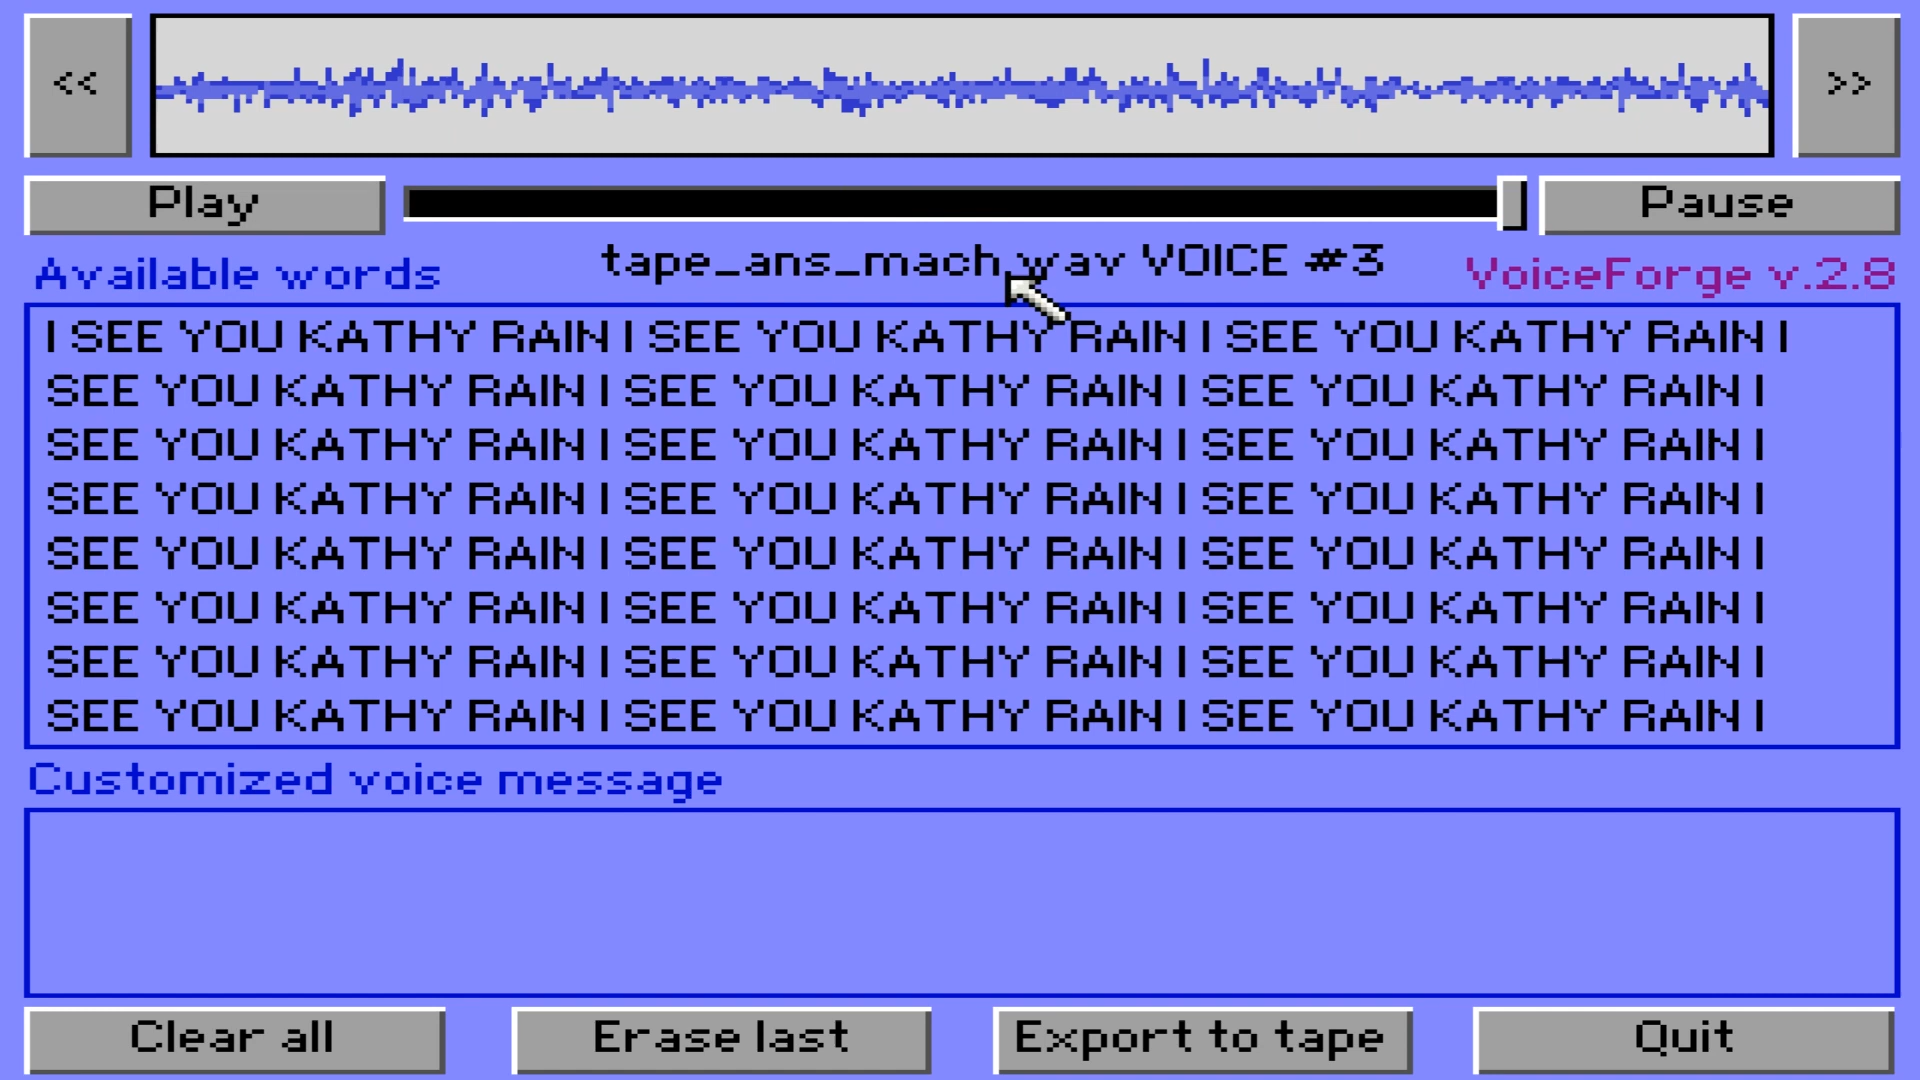 << >>
Play Pause
tape_ans_mach.wav VOICE #3
Available words VoiceForge v.2.8
I SEE YOU KATHY RAIN I SEE YOU KATHY RAIN I SEE YOU KATHY RAIN I
SEE YOU KATHY RAIN I SEE YOU KATHY RAIN I SEE YOU KATHY RAIN I
SEE YOU KATHY RAIN I SEE YOU KATHY RAIN I SEE YOU KATHY RAIN I
SEE YOU KATHY RAIN I SEE YOU KATHY RAIN I SEE YOU KATHY RAIN I
SEE YOU KATHY RAIN I SEE YOU KATHY RAIN I SEE YOU KATHY RAIN I
SEE YOU KATHY RAIN I SEE YOU KATHY RAIN I SEE YOU KATHY RAIN I
SEE YOU KATHY RAIN I SEE YOU KATHY RAIN I SEE YOU KATHY RAIN I
SEE YOU KATHY RAIN I SEE YOU KATHY RAIN I SEE YOU KATHY RAIN I
Customized voice message
Clear all Erase last Export to tape Quit